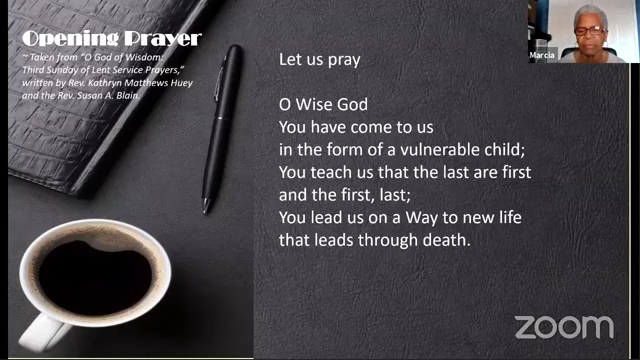 Opening Prayer
~ Taken from "O God of Wisdom:
Third Sunday of Lent Service Prayers,"
written by Rev. Kathryn Matthews Huey
and the Rev. Susan A. Blain.
Let us pray
O Wise God
You have come to us
in the form of a vulnerable child;
You teach us that the last are first
and the first, last;
You lead us on a Way to new life
that leads through death.
Marcia
zoom